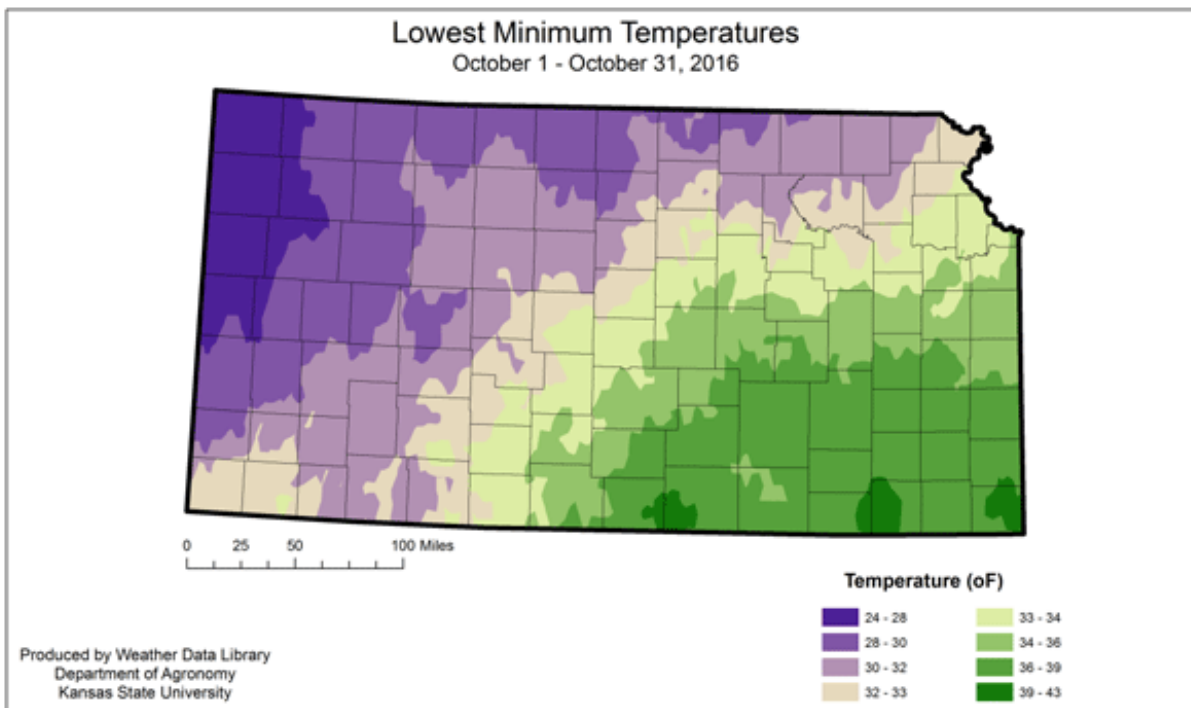 Lowest Minimum Temperatures
October 1 - October 31, 2016
0 25 50 100 Miles
Temperature (oF)
24 - 28
28 - 30
30 - 32
32 - 33
33 - 34
34 - 36
36 - 39
39 - 43
Produced by Weather Data Library
Department of Agronomy
Kansas State University